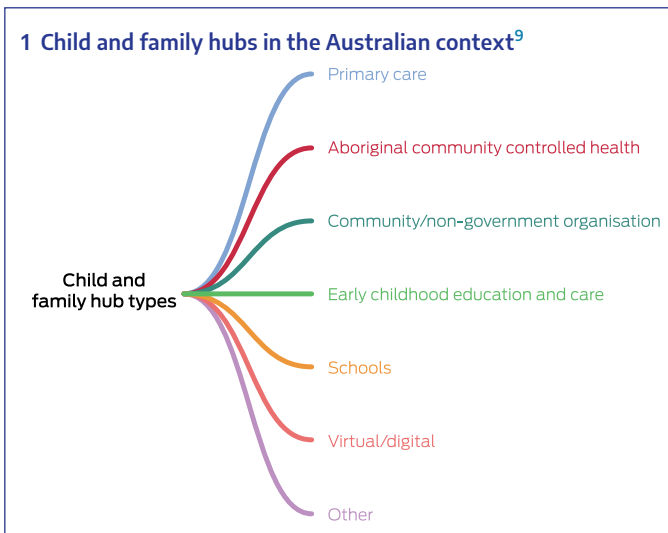 1 Child and family hubs in the Australian context9
Primary care
Aboriginal community controlled health
Community/non-government organisation
Child and
family hub types
Early childhood education and care
Schools
Virtual/digital
Other